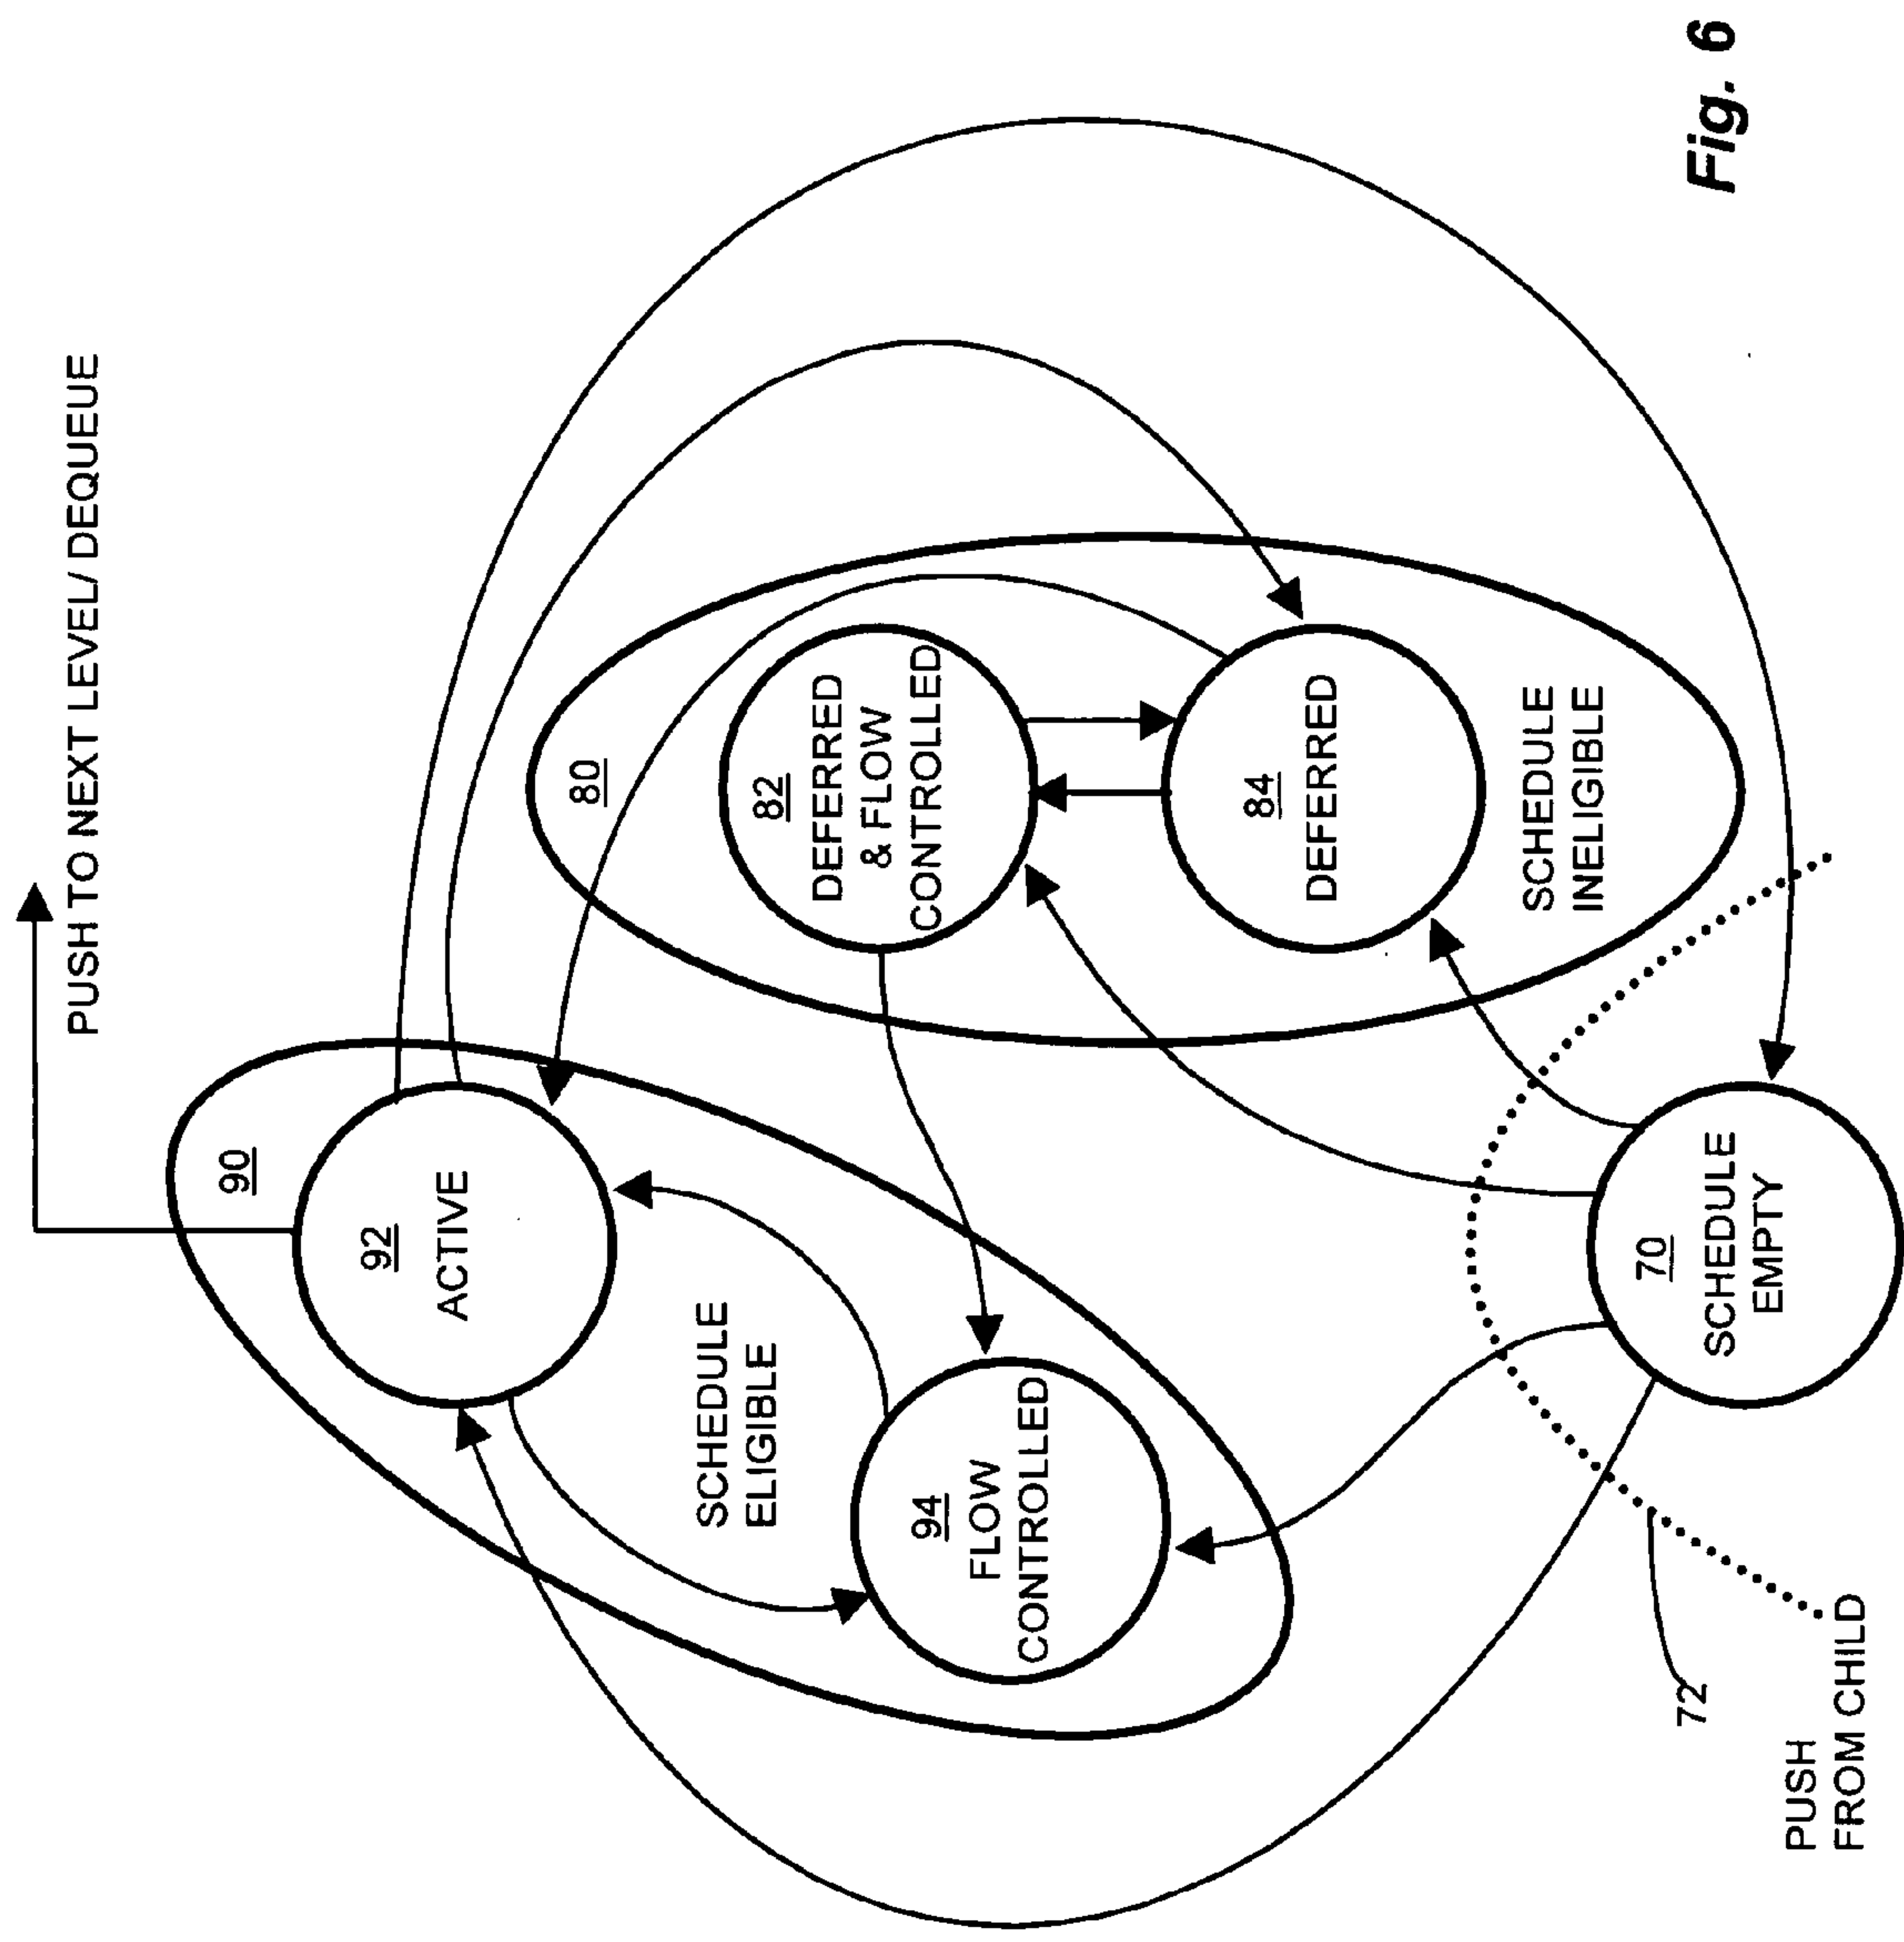 PUSH TO NEXT LEVEL/ DEQUEUE
90
92
ACTIVE
80
82
DEFERRED
& FLOW
CONTROLLED
SCHEDULE
ELIGIBLE
94
FLOW
CONTROLLED
84
DEFERRED
SCHEDULE
INELIGIBLE
70
SCHEDULE
EMPTY
72
PUSH
FROM CHILD
Fig. 6